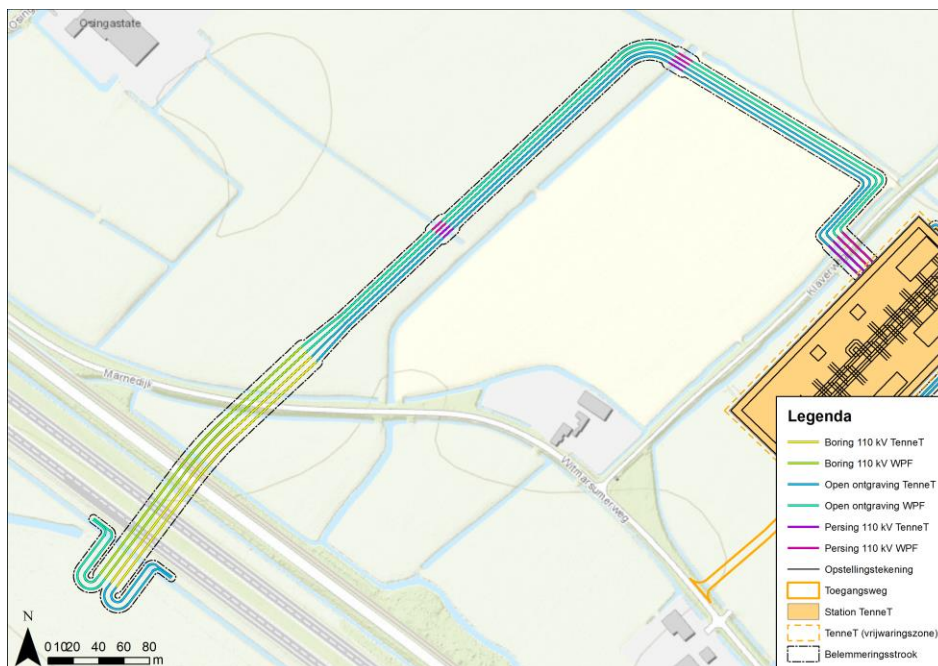 Osingastate
Osing
Klaverw
Marnedijk
Witmarsumerweg
Legenda
Boring 110 kV TenneT
Boring 110 kV WPF
Open ontgraving TenneT
Open ontgraving WPF
Persing 110 kV TenneT
Persing 110 kV WPF
Opstellingstekening
Toegangsweg
Station TenneT
TenneT (vrijwaringszone)
Belemmeringsstrook
N
0 10 20 40 60 80
m